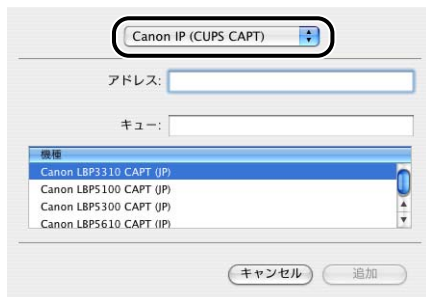 Canon IP (CUPS CAPT)
アドレス:
キュー:
機種
Canon LBP3310 CAPT (JP)
Canon LBP5100 CAPT (JP)
Canon LBP5300 CAPT (JP)
Canon LBP5610 CAPT (JP)
キャンセル 追加